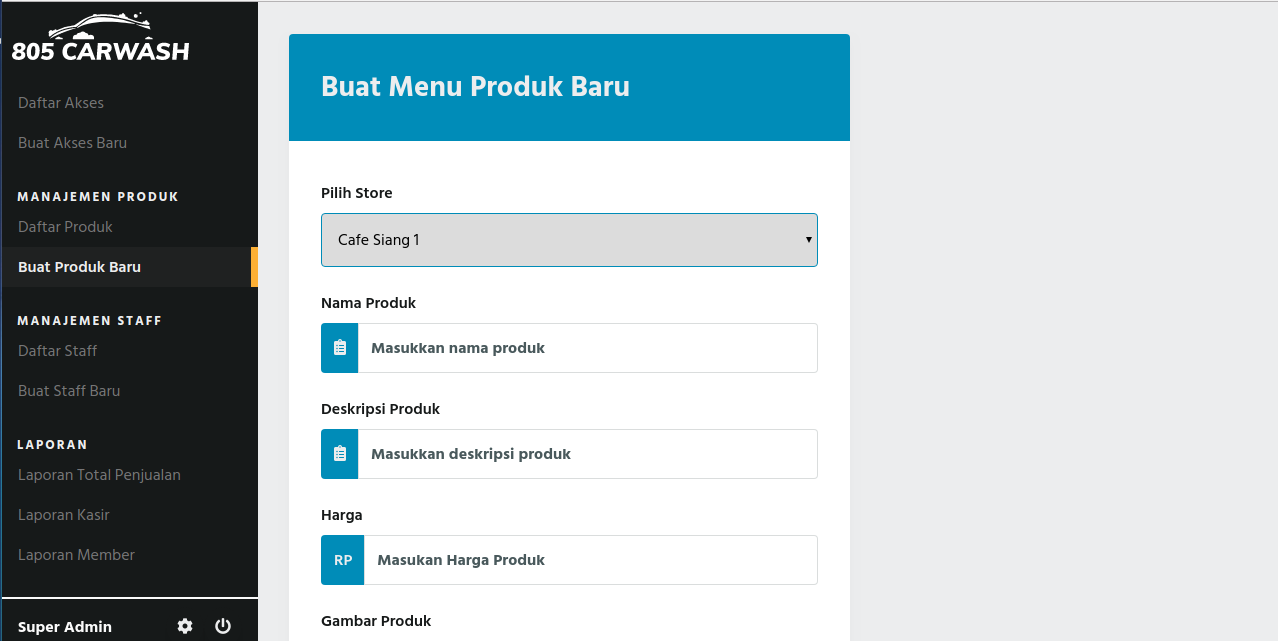 805 CARWASH
Daftar Akses
Buat Akses Baru
MANAJEMEN PRODUK
Daftar Produk
Buat Produk Baru
MANAJEMEN STAFF
Daftar Staff
Buat Staff Baru
LAPORAN
Laporan Total Penjualan
Laporan Kasir
Laporan Member
Super Admin
Buat Menu Produk Baru
Pilih Store
Cafe Siang 1
Nama Produk
Masukkan nama produk
Deskripsi Produk
Masukkan deskripsi produk
Harga
RP Masukan Harga Produk
Gambar Produk